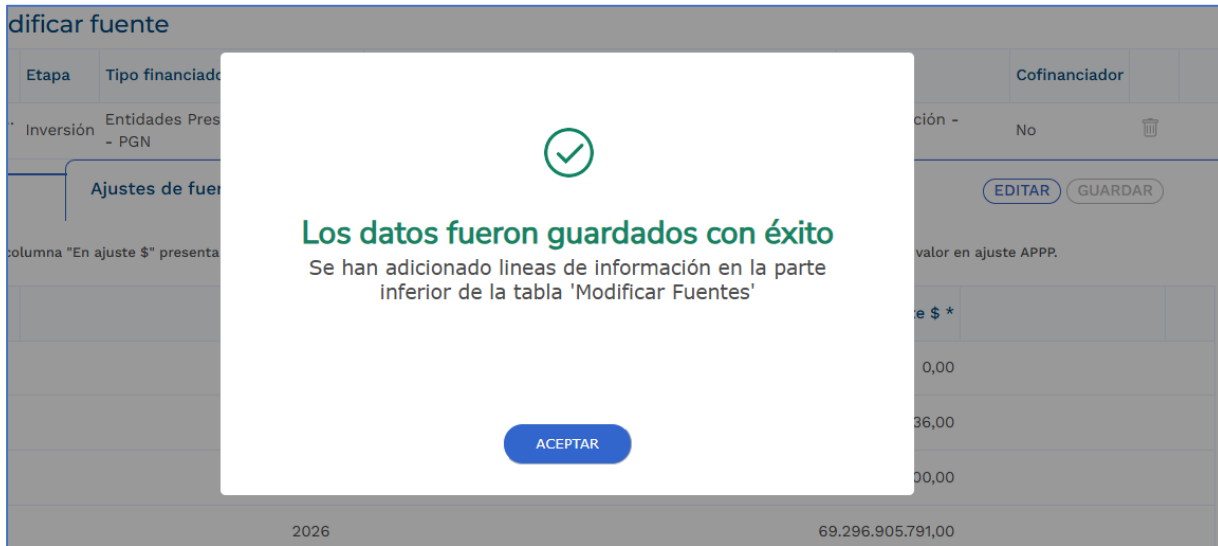 dificar fuente
Etapa Tipo financiado Cofinanciador
Inversión Entidades Pres ción - No
- PGN
Ajustes de fuer EDITAR GUARDAR
columna "En ajuste $" presenta valor en ajuste APPP.
Los datos fueron guardados con éxito
Se han adicionado lineas de información en la parte
inferior de la tabla 'Modificar Fuentes'
te $ *
0,00
36,00
00,00
ACEPTAR
2026 69.296.905.791,00